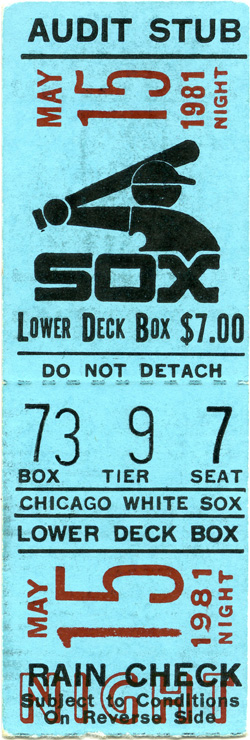 AUDIT STUB
MAY 15 1981 NIGHT
SOX
LOWER DECK BOX $7.00
DO NOT DETACH
73 9 7
BOX TIER SEAT
CHICAGO WHITE SOX
LOWER DECK BOX
MAY 15 1981 NIGHT
NIGHT
RAIN CHECK
Subject to Conditions
On Reverse Side